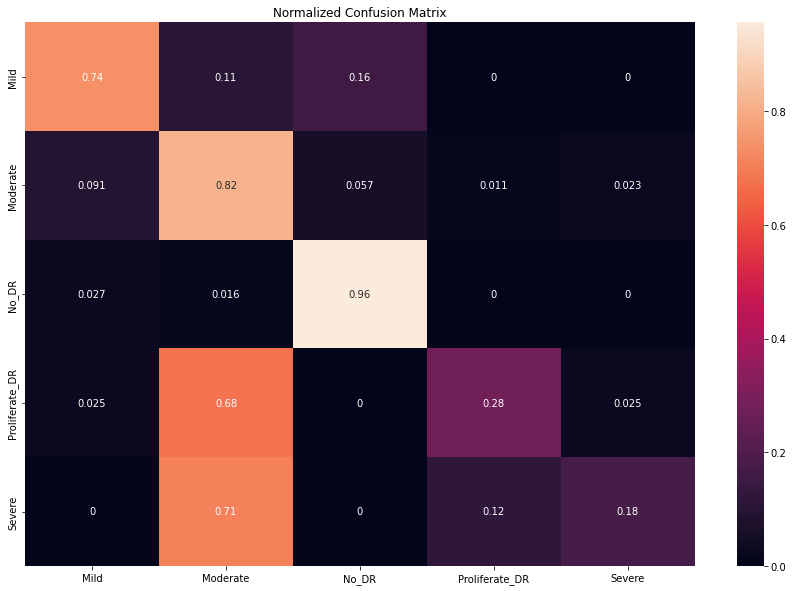 Normalized Confusion Matrix
Mild 0.74 0.11 0.16 0 0
Moderate 0.091 0.82 0.057 0.011 0.023
No_DR 0.027 0.016 0.96 0 0
Proliferate_DR 0.025 0.68 0 0.28 0.025
Severe 0 0.71 0 0.12 0.18
Mild Moderate No_DR Proliferate_DR Severe
0.8
0.6
0.4
0.2
0.0